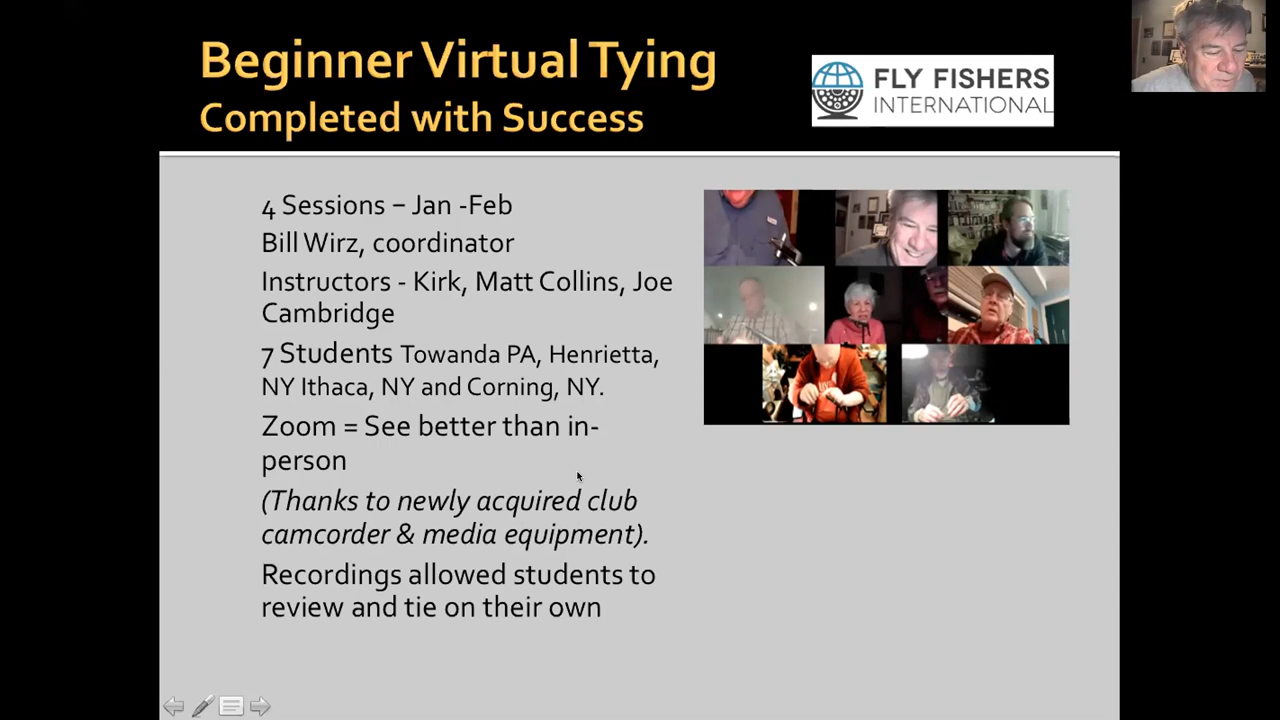 Beginner Virtual Tying
Completed with Success
FLY FISHERS
INTERNATIONAL
4 Sessions – Jan -Feb
Bill Wirz, coordinator
Instructors - Kirk, Matt Collins, Joe
Cambridge
7 Students Towanda PA, Henrietta,
NY Ithaca, NY and Corning, NY.
Zoom = See better than in-
person
(Thanks to newly acquired club
camcorder & media equipment).
Recordings allowed students to
review and tie on their own